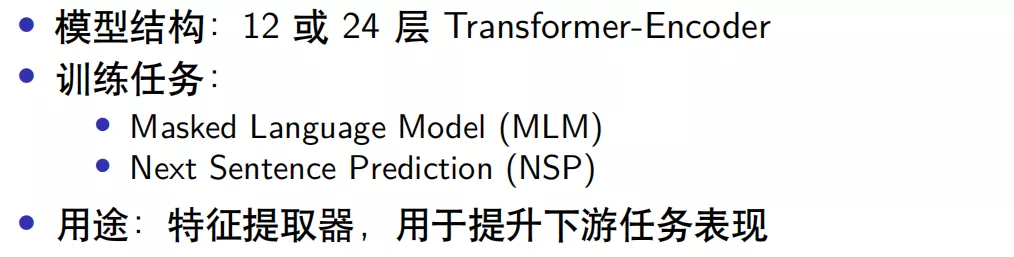 • 模型结构：12 或 24 层 Transformer-Encoder
• 训练任务：
• Masked Language Model (MLM)
• Next Sentence Prediction (NSP)
• 用途：特征提取器，用于提升下游任务表现